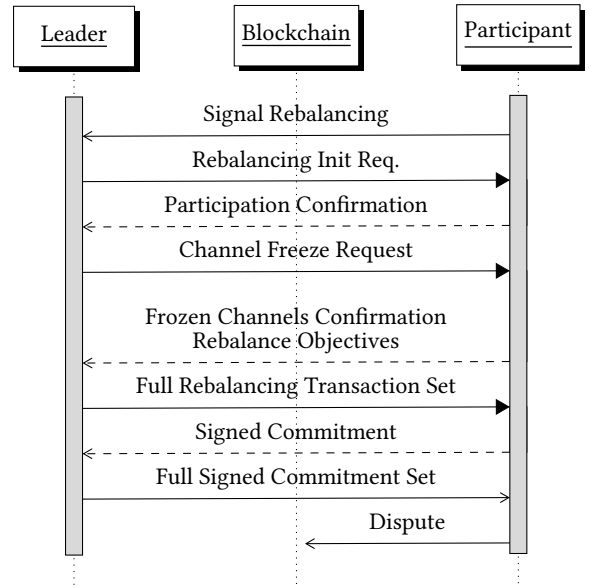 Leader
Blockchain
Participant
Signal Rebalancing
Rebalancing Init Req.
Participation Confirmation
Channel Freeze Request
Frozen Channels Confirmation
Rebalance Objectives
Full Rebalancing Transaction Set
Signed Commitment
Full Signed Commitment Set
Dispute